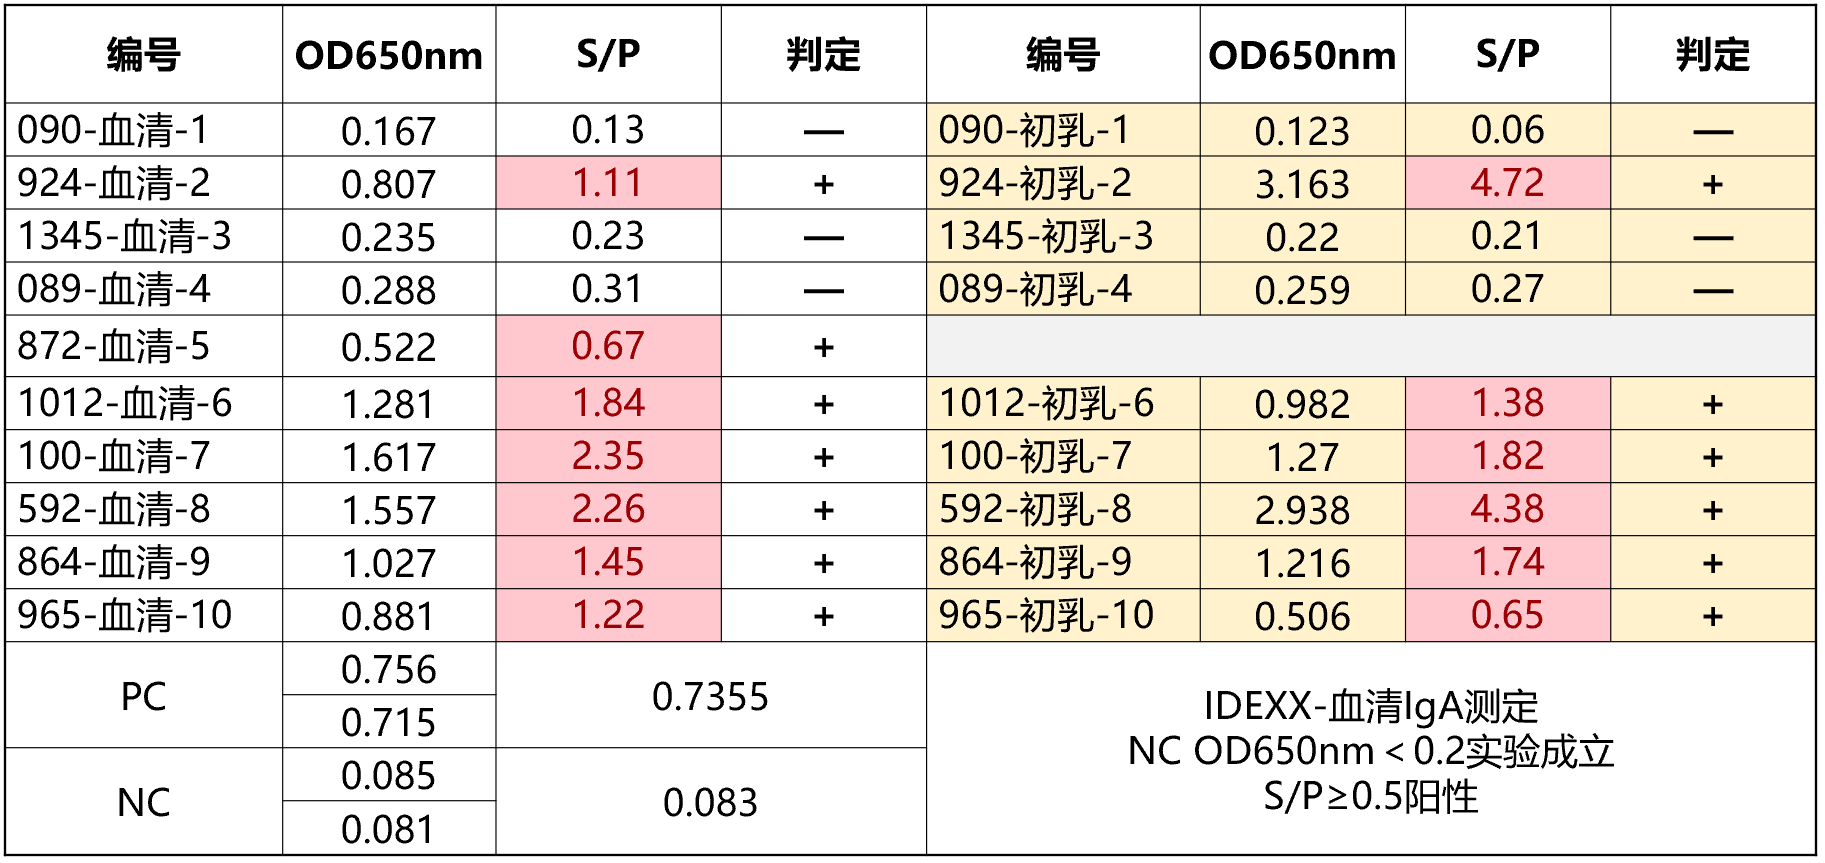 编号 OD650nm S/P 判定 编号 OD650nm S/P 判定
090-血清-1 0.167 0.13 — 090-初乳-1 0.123 0.06 —
924-血清-2 0.807 1.11 + 924-初乳-2 3.163 4.72 +
1345-血清-3 0.235 0.23 — 1345-初乳-3 0.22 0.21 —
089-血清-4 0.288 0.31 — 089-初乳-4 0.259 0.27 —
872-血清-5 0.522 0.67 +
1012-血清-6 1.281 1.84 + 1012-初乳-6 0.982 1.38 +
100-血清-7 1.617 2.35 + 100-初乳-7 1.27 1.82 +
592-血清-8 1.557 2.26 + 592-初乳-8 2.938 4.38 +
864-血清-9 1.027 1.45 + 864-初乳-9 1.216 1.74 +
965-血清-10 0.881 1.22 + 965-初乳-10 0.506 0.65 +
PC 0.756 0.7355
0.715
NC 0.085 0.083
0.081
IDEXX-血清IgA测定
NC OD650nm＜0.2实验成立
S/P≥0.5阳性